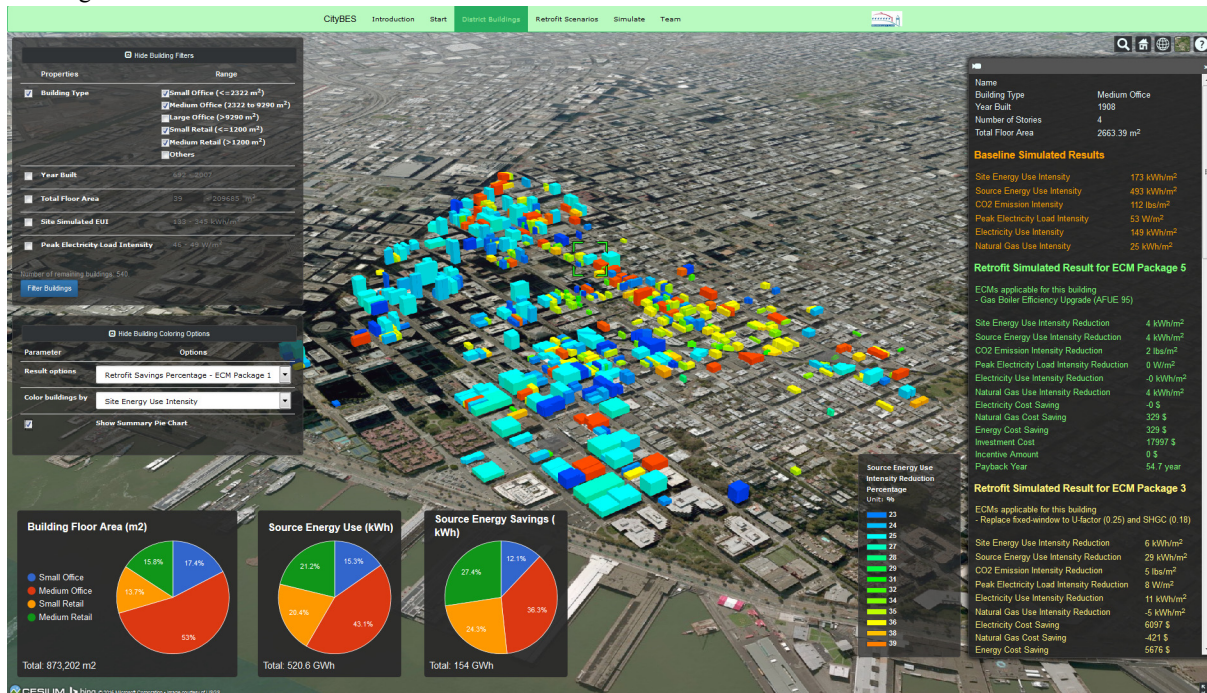 CityBES Introduction Start District Buildings Retrofit Scenarios Simulate Team
Hide Building Filters
Properties Range
Building Type
Small Office (<=2322 m²)
Medium Office (2322 to 9290 m²)
Large Office (>9290 m²)
Small Retail (<=1200 m²)
Medium Retail (>1200 m²)
Others
Year Built
Total Floor Area 39 - 209685 m²
Site Simulated EUI
Peak Electricity Load Intensity
Number of remaining buildings: 540
Filter Buildings
Hide Building Coloring Options
Parameter Options
Result options Retrofit Savings Percentage - ECM Package 1
Color buildings by Site Energy Use Intensity
Show Summary Pie Chart
Building Floor Area (m2)
Small Office
Medium Office
Small Retail
Medium Retail
15.8% 17.4%
13.7%
53%
Total: 873,202 m2
Source Energy Use (kWh)
21.2% 15.3%
20.4%
43.1%
Total: 520.6 GWh
Source Energy Savings (
kWh)
27.4% 12.1%
36.3%
24.3%
Total: 154 GWh
Source Energy Use
Intensity Reduction
Percentage
Unit: %
23
24
25
27
28
29
31
32
34
35
36
38
39
Name
Building Type Medium Office
Year Built 1908
Number of Stories 4
Total Floor Area 2663.39 m²
Baseline Simulated Results
Site Energy Use Intensity 173 kWh/m²
Source Energy Use Intensity 493 kWh/m²
CO2 Emission Intensity 112 lbs/m²
Peak Electricity Load Intensity 53 W/m²
Electricity Use Intensity 149 kWh/m²
Natural Gas Use Intensity 25 kWh/m²
Retrofit Simulated Result for ECM Package 5
ECMs applicable for this building
- Gas Boiler Efficiency Upgrade (AFUE 95)
Site Energy Use Intensity Reduction 4 kWh/m²
Source Energy Use Intensity Reduction 4 kWh/m²
CO2 Emission Intensity Reduction 2 lbs/m²
Peak Electricity Load Intensity Reduction 0 W/m²
Electricity Use Intensity Reduction -0 kWh/m²
Natural Gas Use Intensity Reduction 4 kWh/m²
Electricity Cost Saving -0 $
Natural Gas Cost Saving 329 $
Energy Cost Saving 329 $
Investment Cost 17997 $
Incentive Amount 0 $
Payback Year 54.7 year
Retrofit Simulated Result for ECM Package 3
ECMs applicable for this building
- Replace fixed-window to U-factor (0.25) and SHGC (0.18)
Site Energy Use Intensity Reduction 6 kWh/m²
Source Energy Use Intensity Reduction 29 kWh/m²
CO2 Emission Intensity Reduction 5 lbs/m²
Peak Electricity Load Intensity Reduction 8 W/m²
Electricity Use Intensity Reduction 11 kWh/m²
Natural Gas Use Intensity Reduction -5 kWh/m²
Electricity Cost Saving 6097 $
Natural Gas Cost Saving -421 $
Energy Cost Saving 5676 $
CESIUM bing